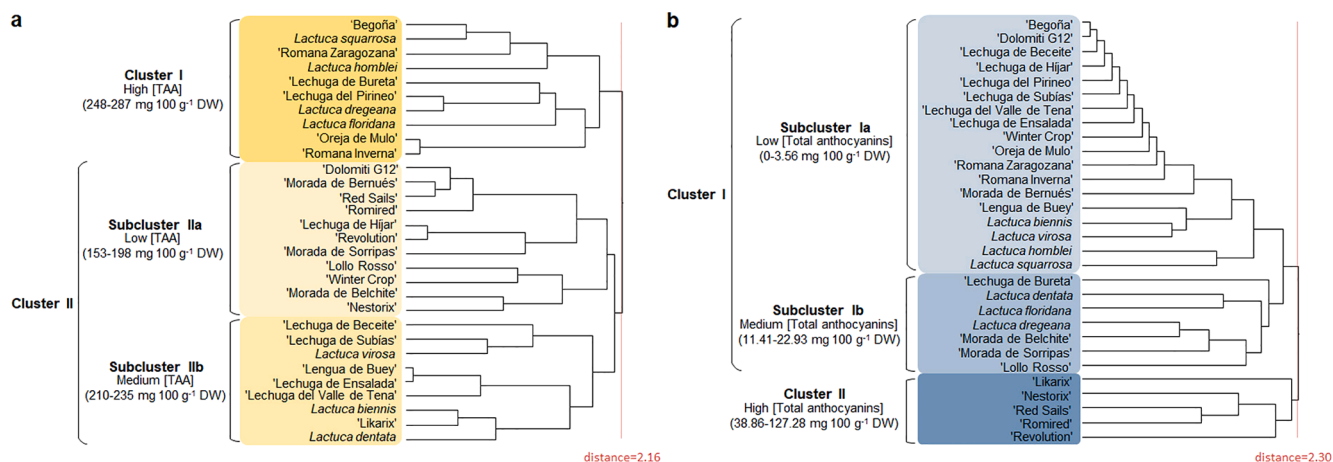 a
Cluster I
High [TAA]
(248-287 mg 100 g⁻¹ DW)
Cluster II
Subcluster IIa
Low [TAA]
(153-198 mg 100 g⁻¹ DW)
Subcluster IIb
Medium [TAA]
(210-235 mg 100 g⁻¹ DW)
'Begoña'
Lactuca squarrosa
'Romana Zaragozana'
Lactuca homblei
'Lechuga de Bureta'
'Lechuga del Pirineo'
Lactuca dregeana
Lactuca floridana
'Oreja de Mulo'
'Romana Inverna'
'Dolomiti G12'
'Morada de Bernués'
'Red Sails'
'Romired'
'Lechuga de Híjar'
'Revolution'
'Morada de Sorripas'
'Lollo Rosso'
'Winter Crop'
'Morada de Belchite'
'Nestorix'
'Lechuga de Beceite'
'Lechuga de Subías'
Lactuca virosa
'Lengua de Buey'
'Lechuga de Ensalada'
'Lechuga del Valle de Tena'
Lactuca biennis
'Likarix'
Lactuca dentata
distance=2.16
b
Cluster I
Subcluster Ia
Low [Total anthocyanins]
(0-3.56 mg 100 g⁻¹ DW)
Subcluster Ib
Medium [Total anthocyanins]
(11.41-22.93 mg 100 g⁻¹ DW)
Cluster II
High [Total anthocyanins]
(38.86-127.28 mg 100 g⁻¹ DW)
'Begoña'
'Dolomiti G12'
'Lechuga de Beceite'
'Lechuga de Híjar'
'Lechuga del Pirineo'
'Lechuga de Subías'
'Lechuga del Valle de Tena'
'Lechuga de Ensalada'
'Winter Crop'
'Oreja de Mulo'
'Romana Zaragozana'
'Romana Inverna'
'Morada de Bernués'
'Lengua de Buey'
Lactuca biennis
Lactuca virosa
Lactuca homblei
Lactuca squarrosa
'Lechuga de Bureta'
Lactuca dentata
Lactuca floridana
Lactuca dregeana
'Morada de Belchite'
'Morada de Sorripas'
'Lollo Rosso'
'Likarix'
'Nestorix'
'Red Sails'
'Romired'
'Revolution'
distance=2.30